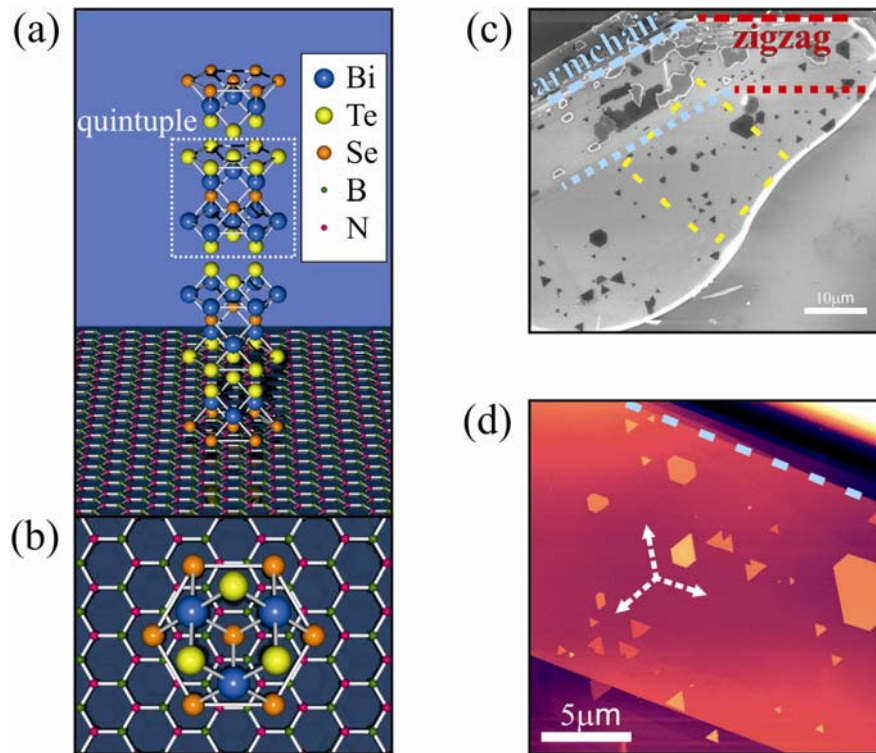 (a)
quintuple
Bi
Te
Se
B
N
(b)
(c)
armchair
zigzag
10μm
(d)
5μm